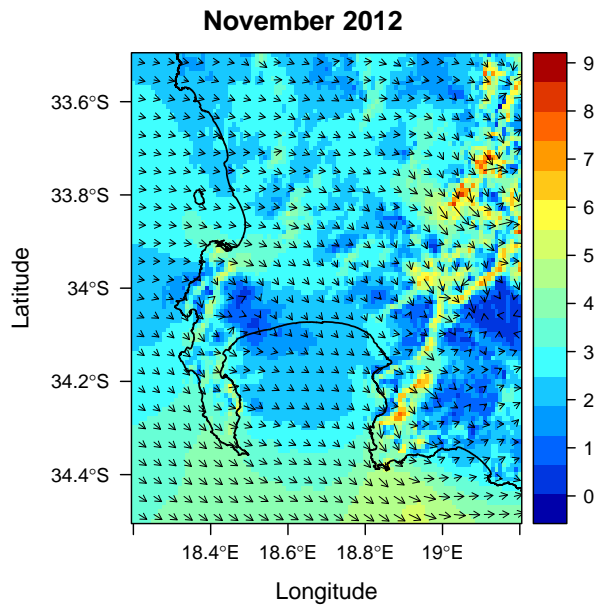 November 2012
33.6°S
33.8°S
34°S
34.2°S
34.4°S
Latitude
18.4°E
18.6°E
18.8°E
19°E
Longitude
9
8
7
6
5
4
3
2
1
0